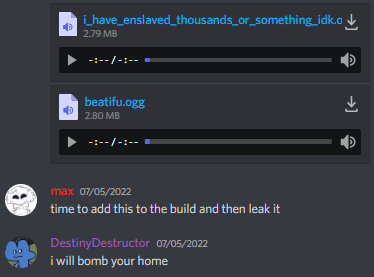 i_have_enslaved_thousands_or_something_idk.o
2.79 MB
-:--/-:--
beatifu.ogg
2.80 MB
-:--/-:--
max 07/05/2022
time to add this to the build and then leak it
DestinyDestructor 07/05/2022
i will bomb your home